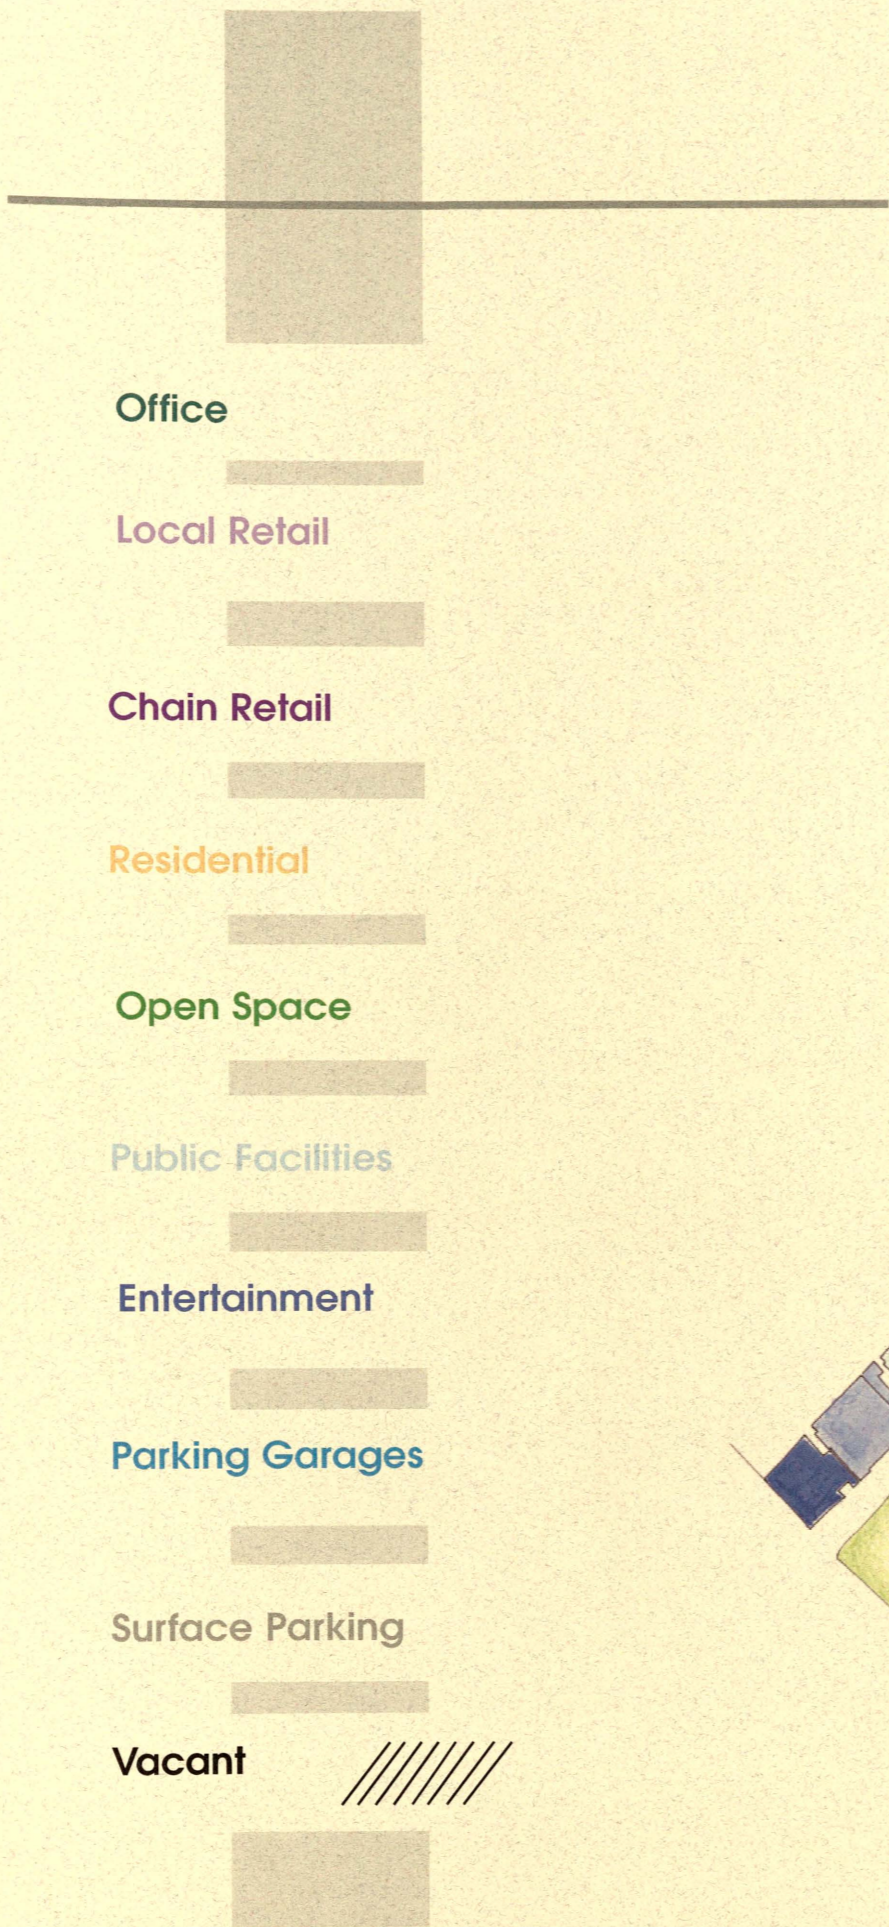 Office
Local Retail
Chain Retail
Residential
Open Space
Public Facilities
Entertainment
Parking Garages
Surface Parking
Vacant